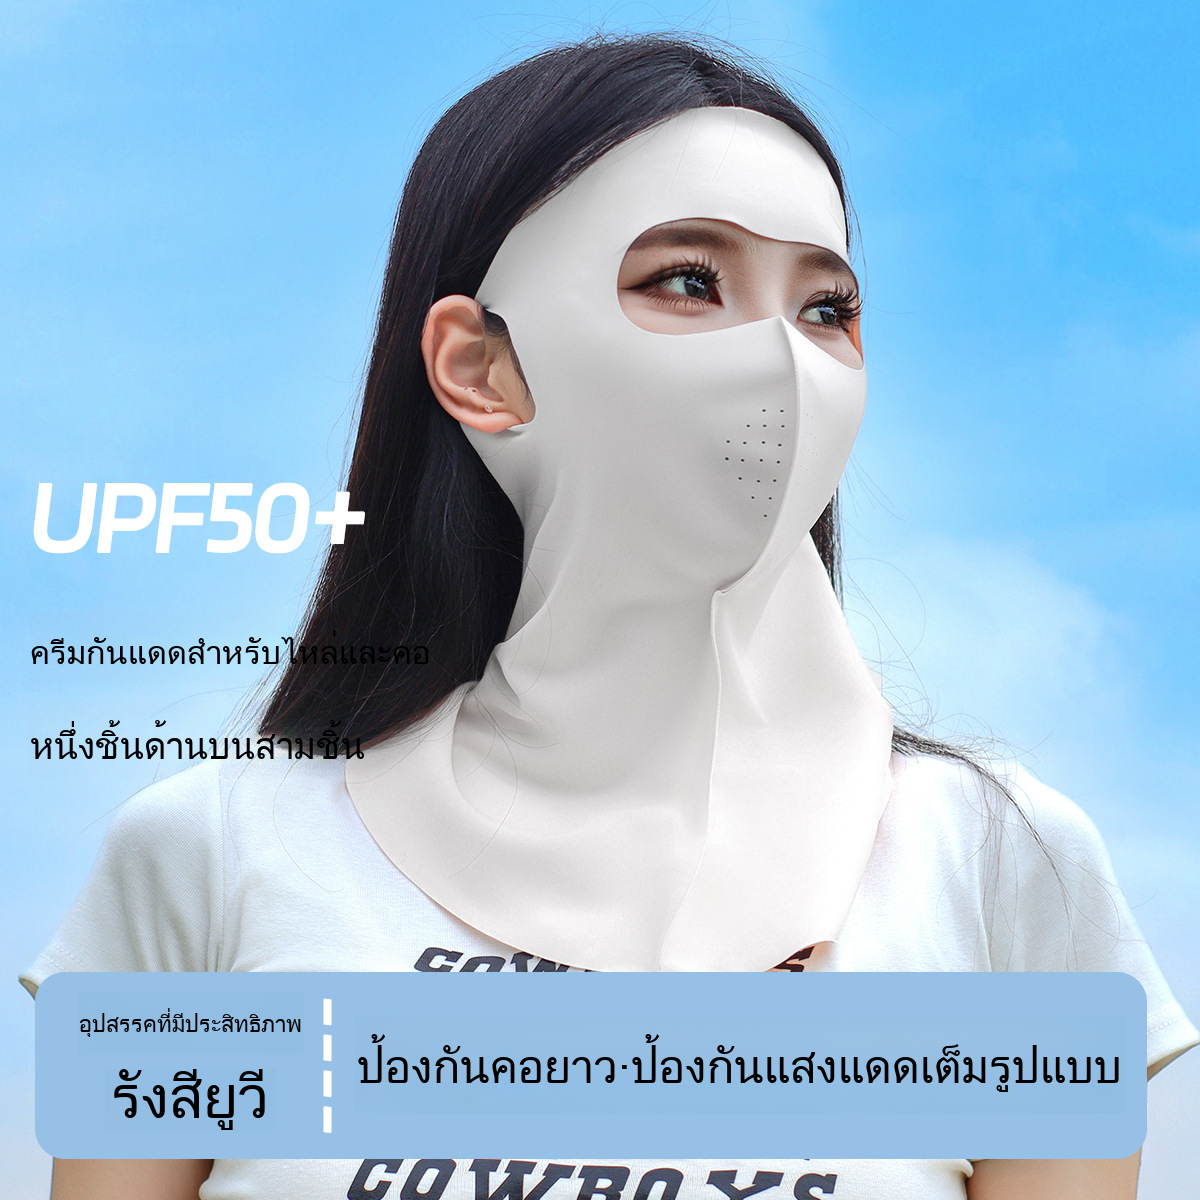 UPF50+
ครีมกันแดดสำหรับไหล่และคอ
หนึ่งชิ้นด้านบนสามชิ้น
COWBOYS
อุปสรรคที่มีประสิทธิภาพ
รังสียูวี
ป้องกันคอยาว·ป้องกันแสงแดดเต็มรูปแบบ
COWBOYS